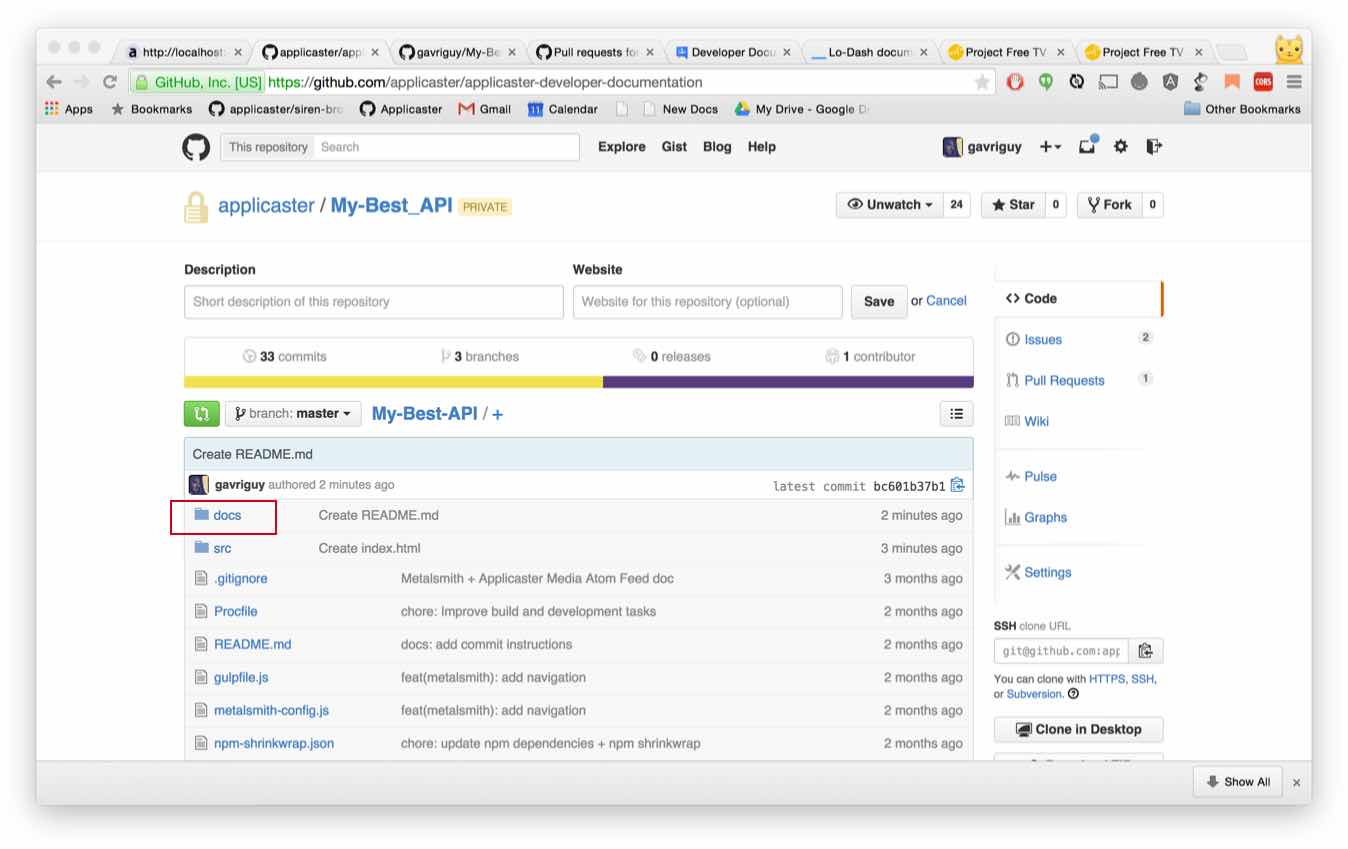 http://localhost:
applicaster/appl
gavriguy/My-Be
Pull requests for
Developer Docu
Lo-Dash docum
Project Free TV
Project Free TV
GitHub, Inc. [US] https://github.com/applicaster/applicaster-developer-documentation
CORS
Apps Bookmarks applicaster/siren-bro Applicaster Gmail 11 Calendar New Docs My Drive - Google Dr Other Bookmarks
This repository Search Explore Gist Blog Help gavriguy
applicaster / My-Best_API PRIVATE Unwatch 24 Star 0 Fork 0
Description Website
Short description of this repository Website for this repository (optional) Save or Cancel
33 commits 3 branches 0 releases 1 contributor
branch: master My-Best-API / +
Create README.md
gavriguy authored 2 minutes ago latest commit bc601b37b1
docs Create README.md 2 minutes ago
src Create index.html 3 minutes ago
.gitignore Metalsmith + Applicaster Media Atom Feed doc 3 months ago
Procfile chore: Improve build and development tasks 2 months ago
README.md docs: add commit instructions 2 months ago
gulpfile.js feat(metalsmith): add navigation 2 months ago
metalsmith-config.js feat(metalsmith): add navigation 2 months ago
npm-shrinkwrap.json chore: update npm dependencies + npm shrinkwrap 2 months ago
Code
Issues 2
Pull Requests 1
Wiki
Pulse
Graphs
Settings
SSH clone URL
git@github.com:app
You can clone with HTTPS, SSH,
or Subversion.
Clone in Desktop
Show All